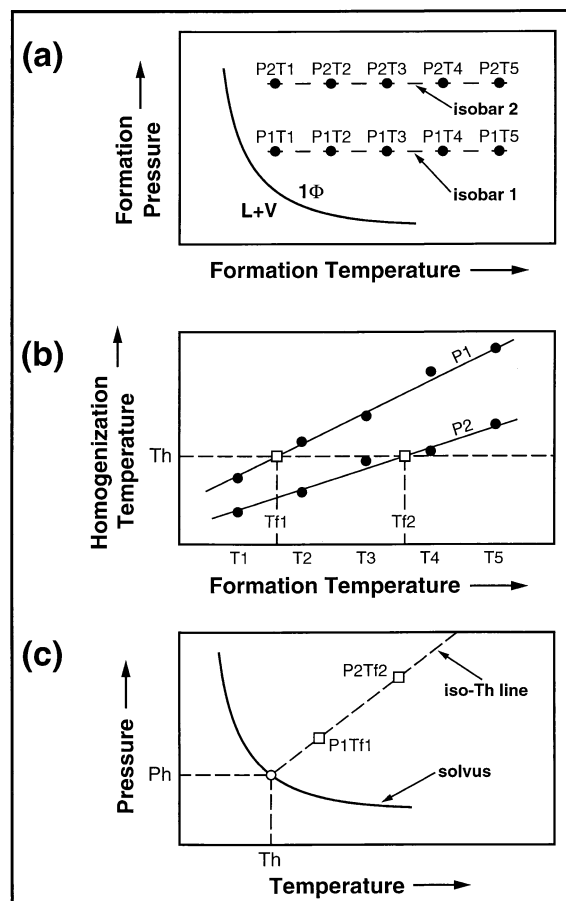 (a)
Formation
Pressure
P2T1 P2T2 P2T3 P2T4 P2T5
isobar 2
P1T1 P1T2 P1T3 P1T4 P1T5
isobar 1
1Φ
L+V
Formation Temperature
(b)
Homogenization
Temperature
P1
P2
Th
Tf1 Tf2
T1 T2 T3 T4 T5
Formation Temperature
(c)
Pressure
P2Tf2
iso-Th line
P1Tf1
Ph
solvus
Th
Temperature